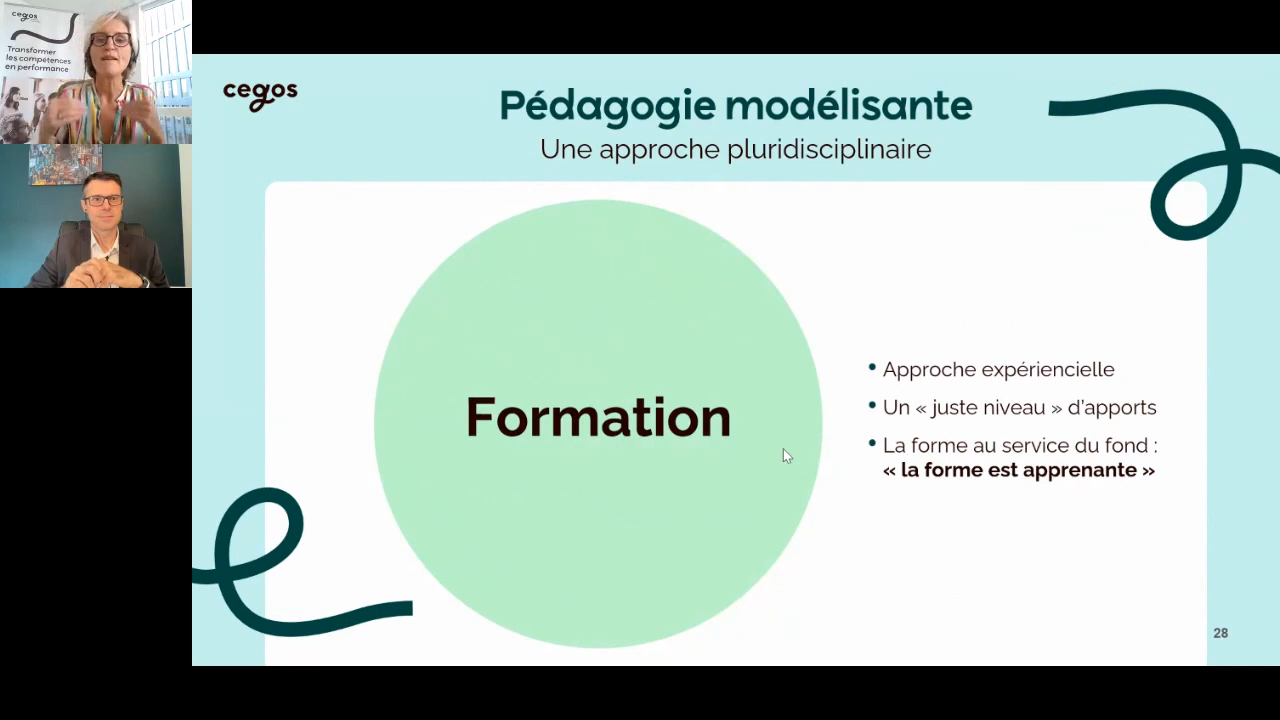 cegos
Transformer
les compétences
en performance
cegos
Pédagogie modélisante
Une approche pluridisciplinaire
Formation
• Approche expériencielle
• Un « juste niveau » d'apports
• La forme au service du fond :
« la forme est apprenante »
28